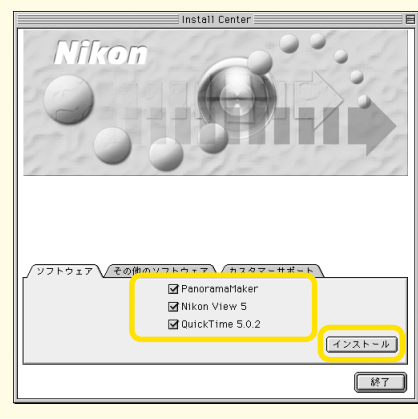 Install Center
Nikon
ソフトウェア その他のソフトウェア カスタマーサポート
PanoramaMaker
Nikon View 5
QuickTime 5.0.2
インストール
終了